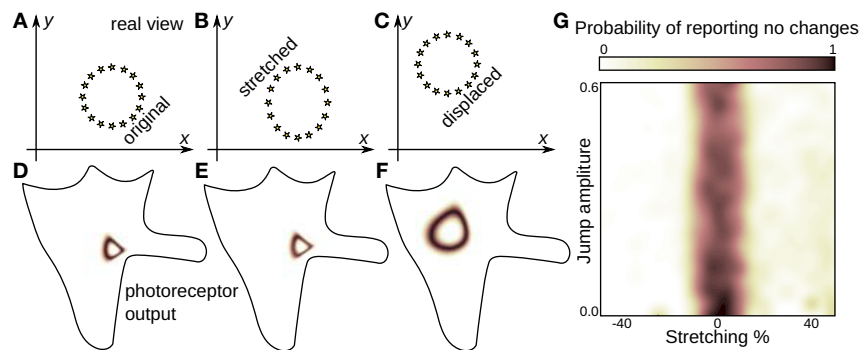 A
y
real view
original
x
B
y
stretched
x
C
y
displaced
x
D
photoreceptor
output
E
F
G
Probability of reporting no changes
0
1
0.6
Jump amplitude
0.0
-40
0
40
Stretching %